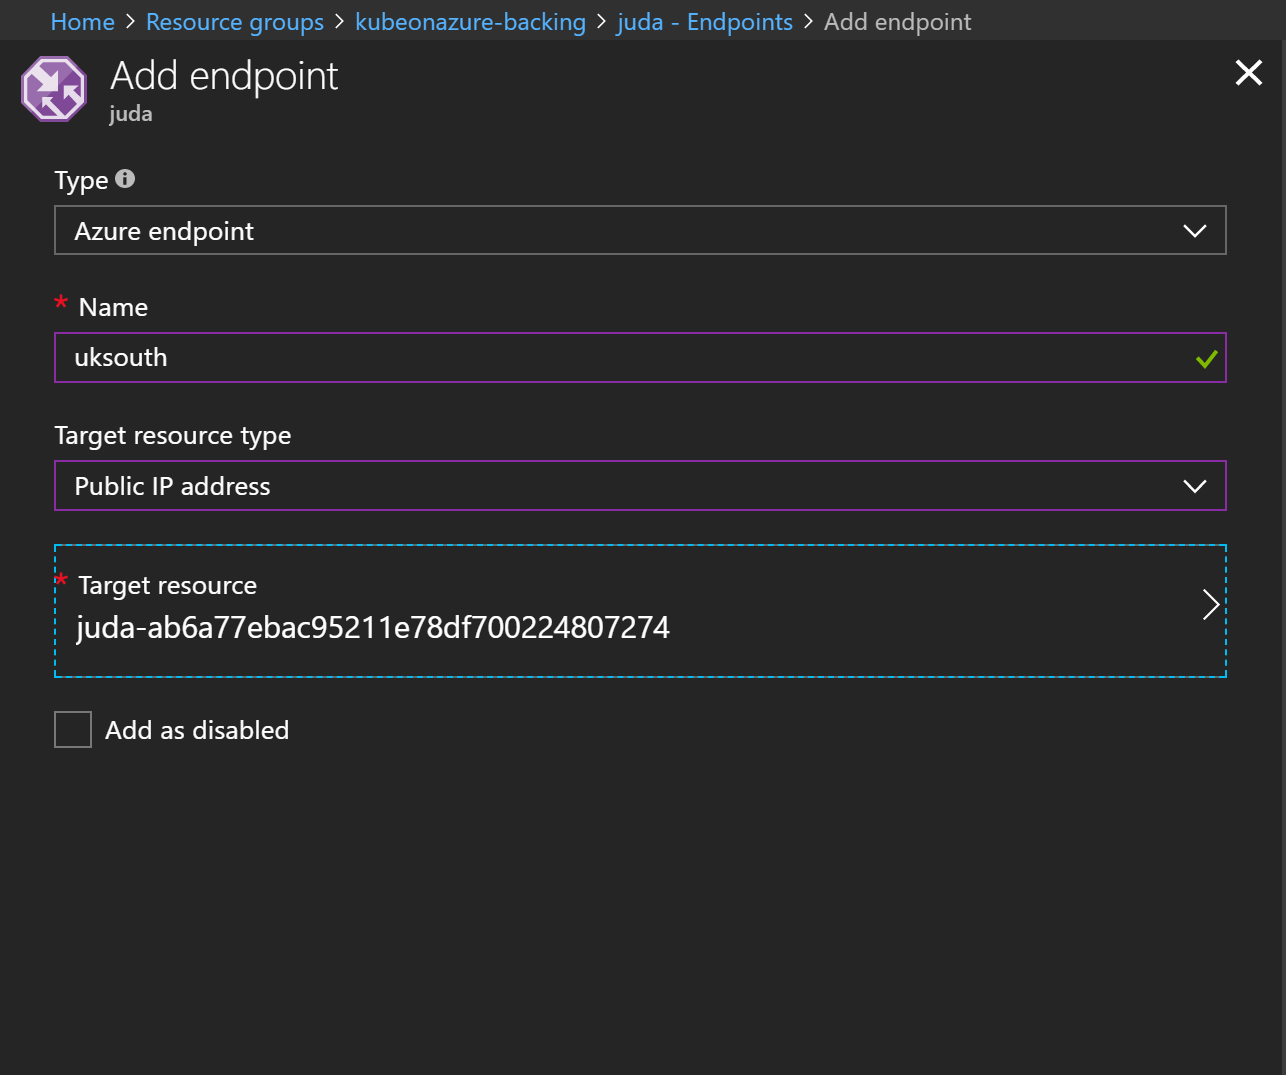 Home > Resource groups > kubeonazure-backing > juda - Endpoints > Add endpoint
Add endpoint
juda
Type
Azure endpoint
* Name
uksouth
Target resource type
Public IP address
* Target resource
juda-ab6a77ebac95211e78df700224807274
Add as disabled